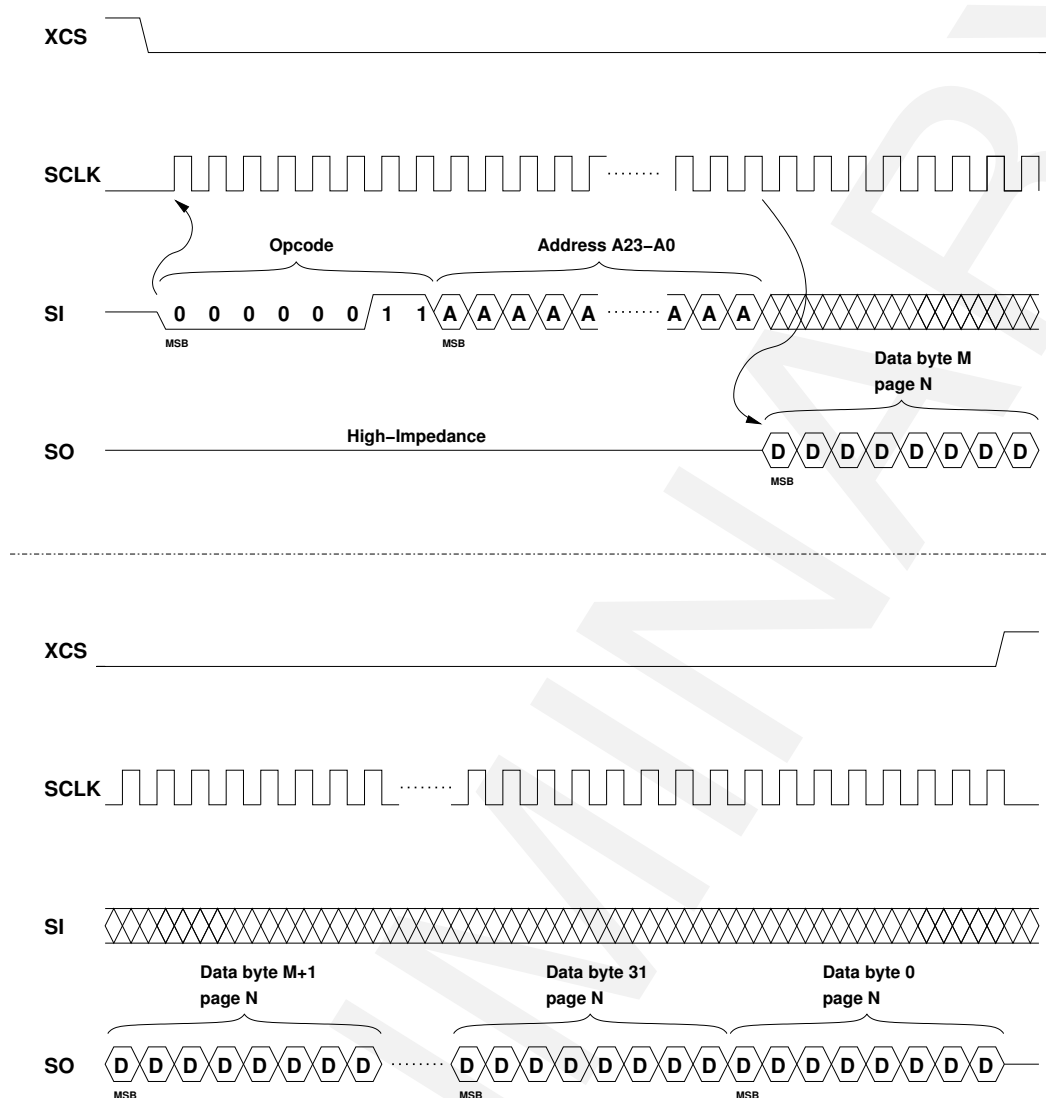 XCS
SCLK
Opcode
Address A23–A0
SI
0 0 0 0 0 0 1 1 A A A A A A A A
MSB
MSB
Data byte M
page N
High–Impedance
SO
D D D D D D D D
MSB
XCS
SCLK
SI
Data byte M+1
page N
Data byte 31
page N
Data byte 0
page N
SO
D D D D D D D D D D D D D D D D D D D D D D D D
MSB
MSB
MSB